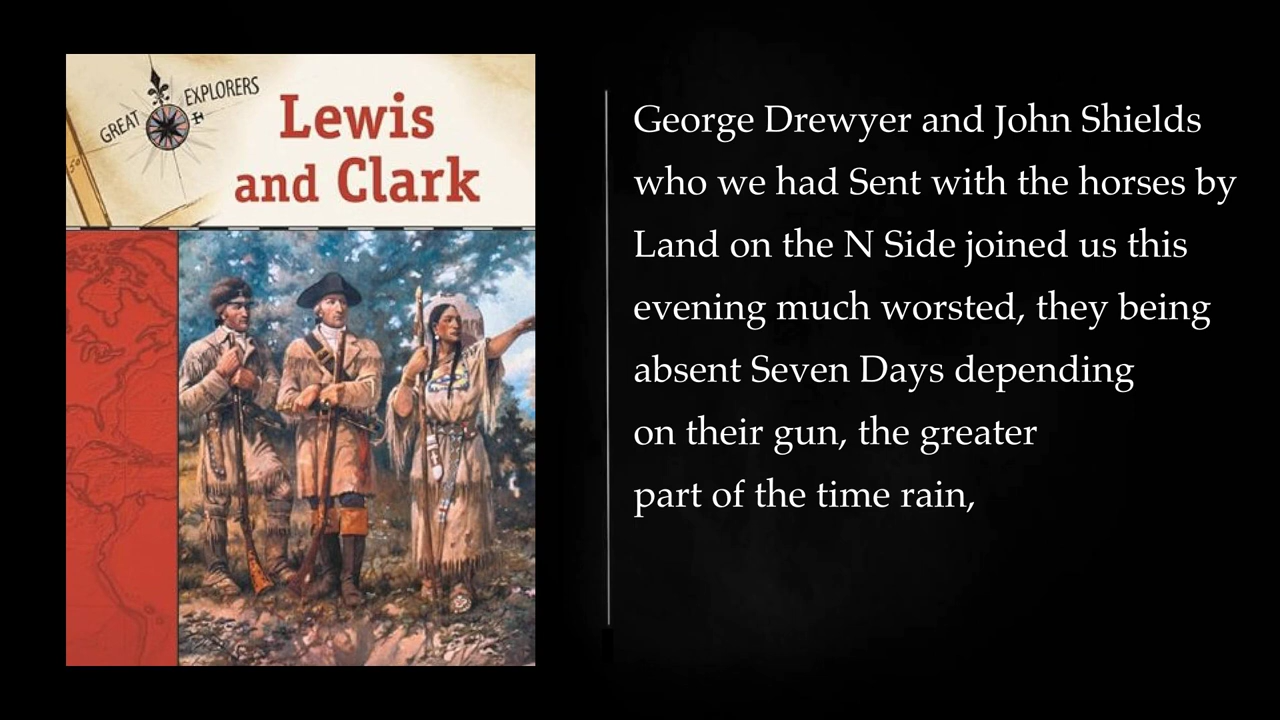 GREAT EXPLORERS
Lewis
and Clark
50
George Drewyer and John Shields
who we had Sent with the horses by
Land on the N Side joined us this
evening much worsted, they being
absent Seven Days depending
on their gun, the greater
part of the time rain,